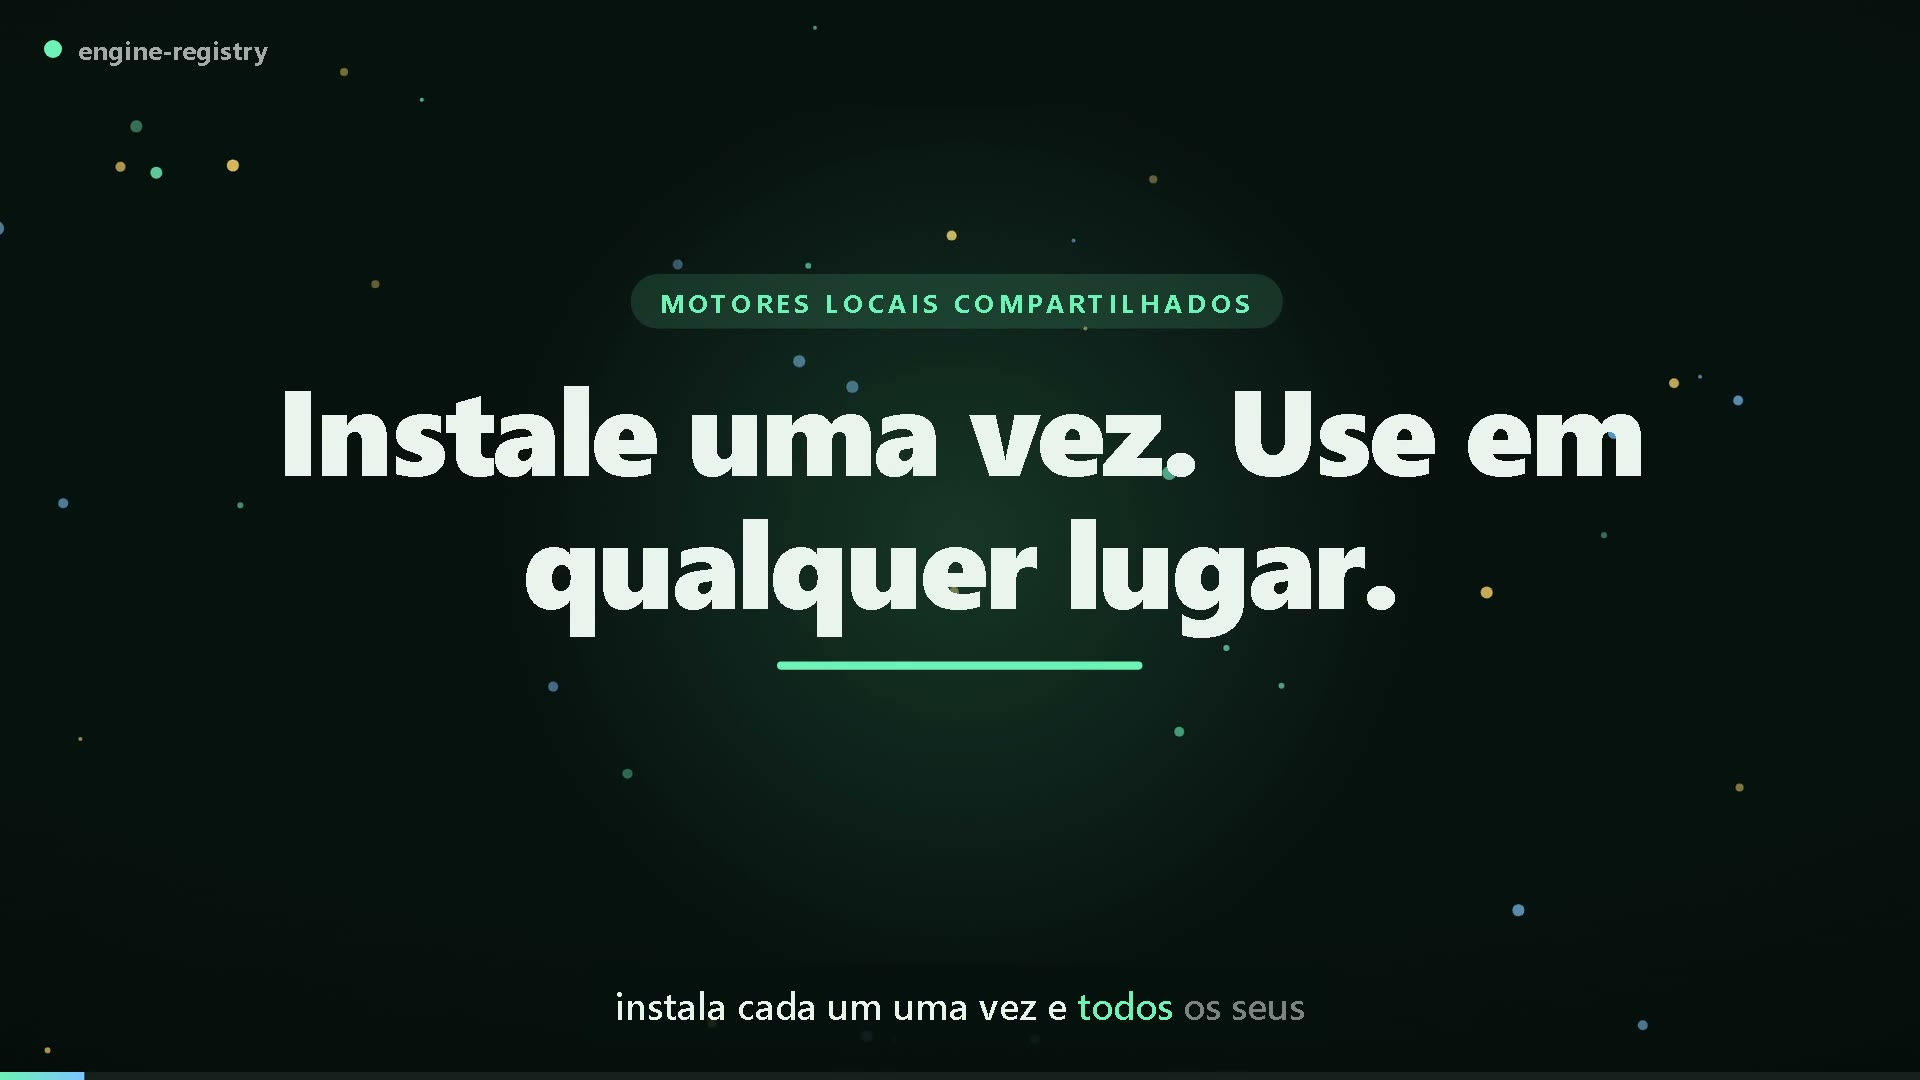 engine-registry
MOTORES LOCAIS COMPARTILHADOS
Instale uma vez. Use em
qualquer lugar.
instala cada um uma vez e todos os seus